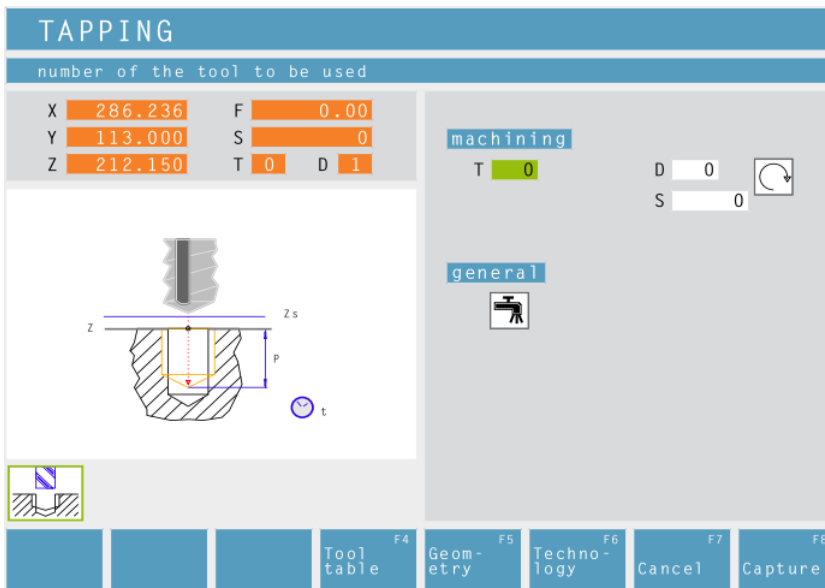 TAPPING
number of the tool to be used
X 286.236 F 0.00
Y 113.000 S 0
Z 212.150 T 0 D 1
machining
T 0 D 0
S 0
general
Zs
Z
P
t
F4 F5 F6 F7 F8
Tool Geom- Techno-
table etry logy Cancel Capture